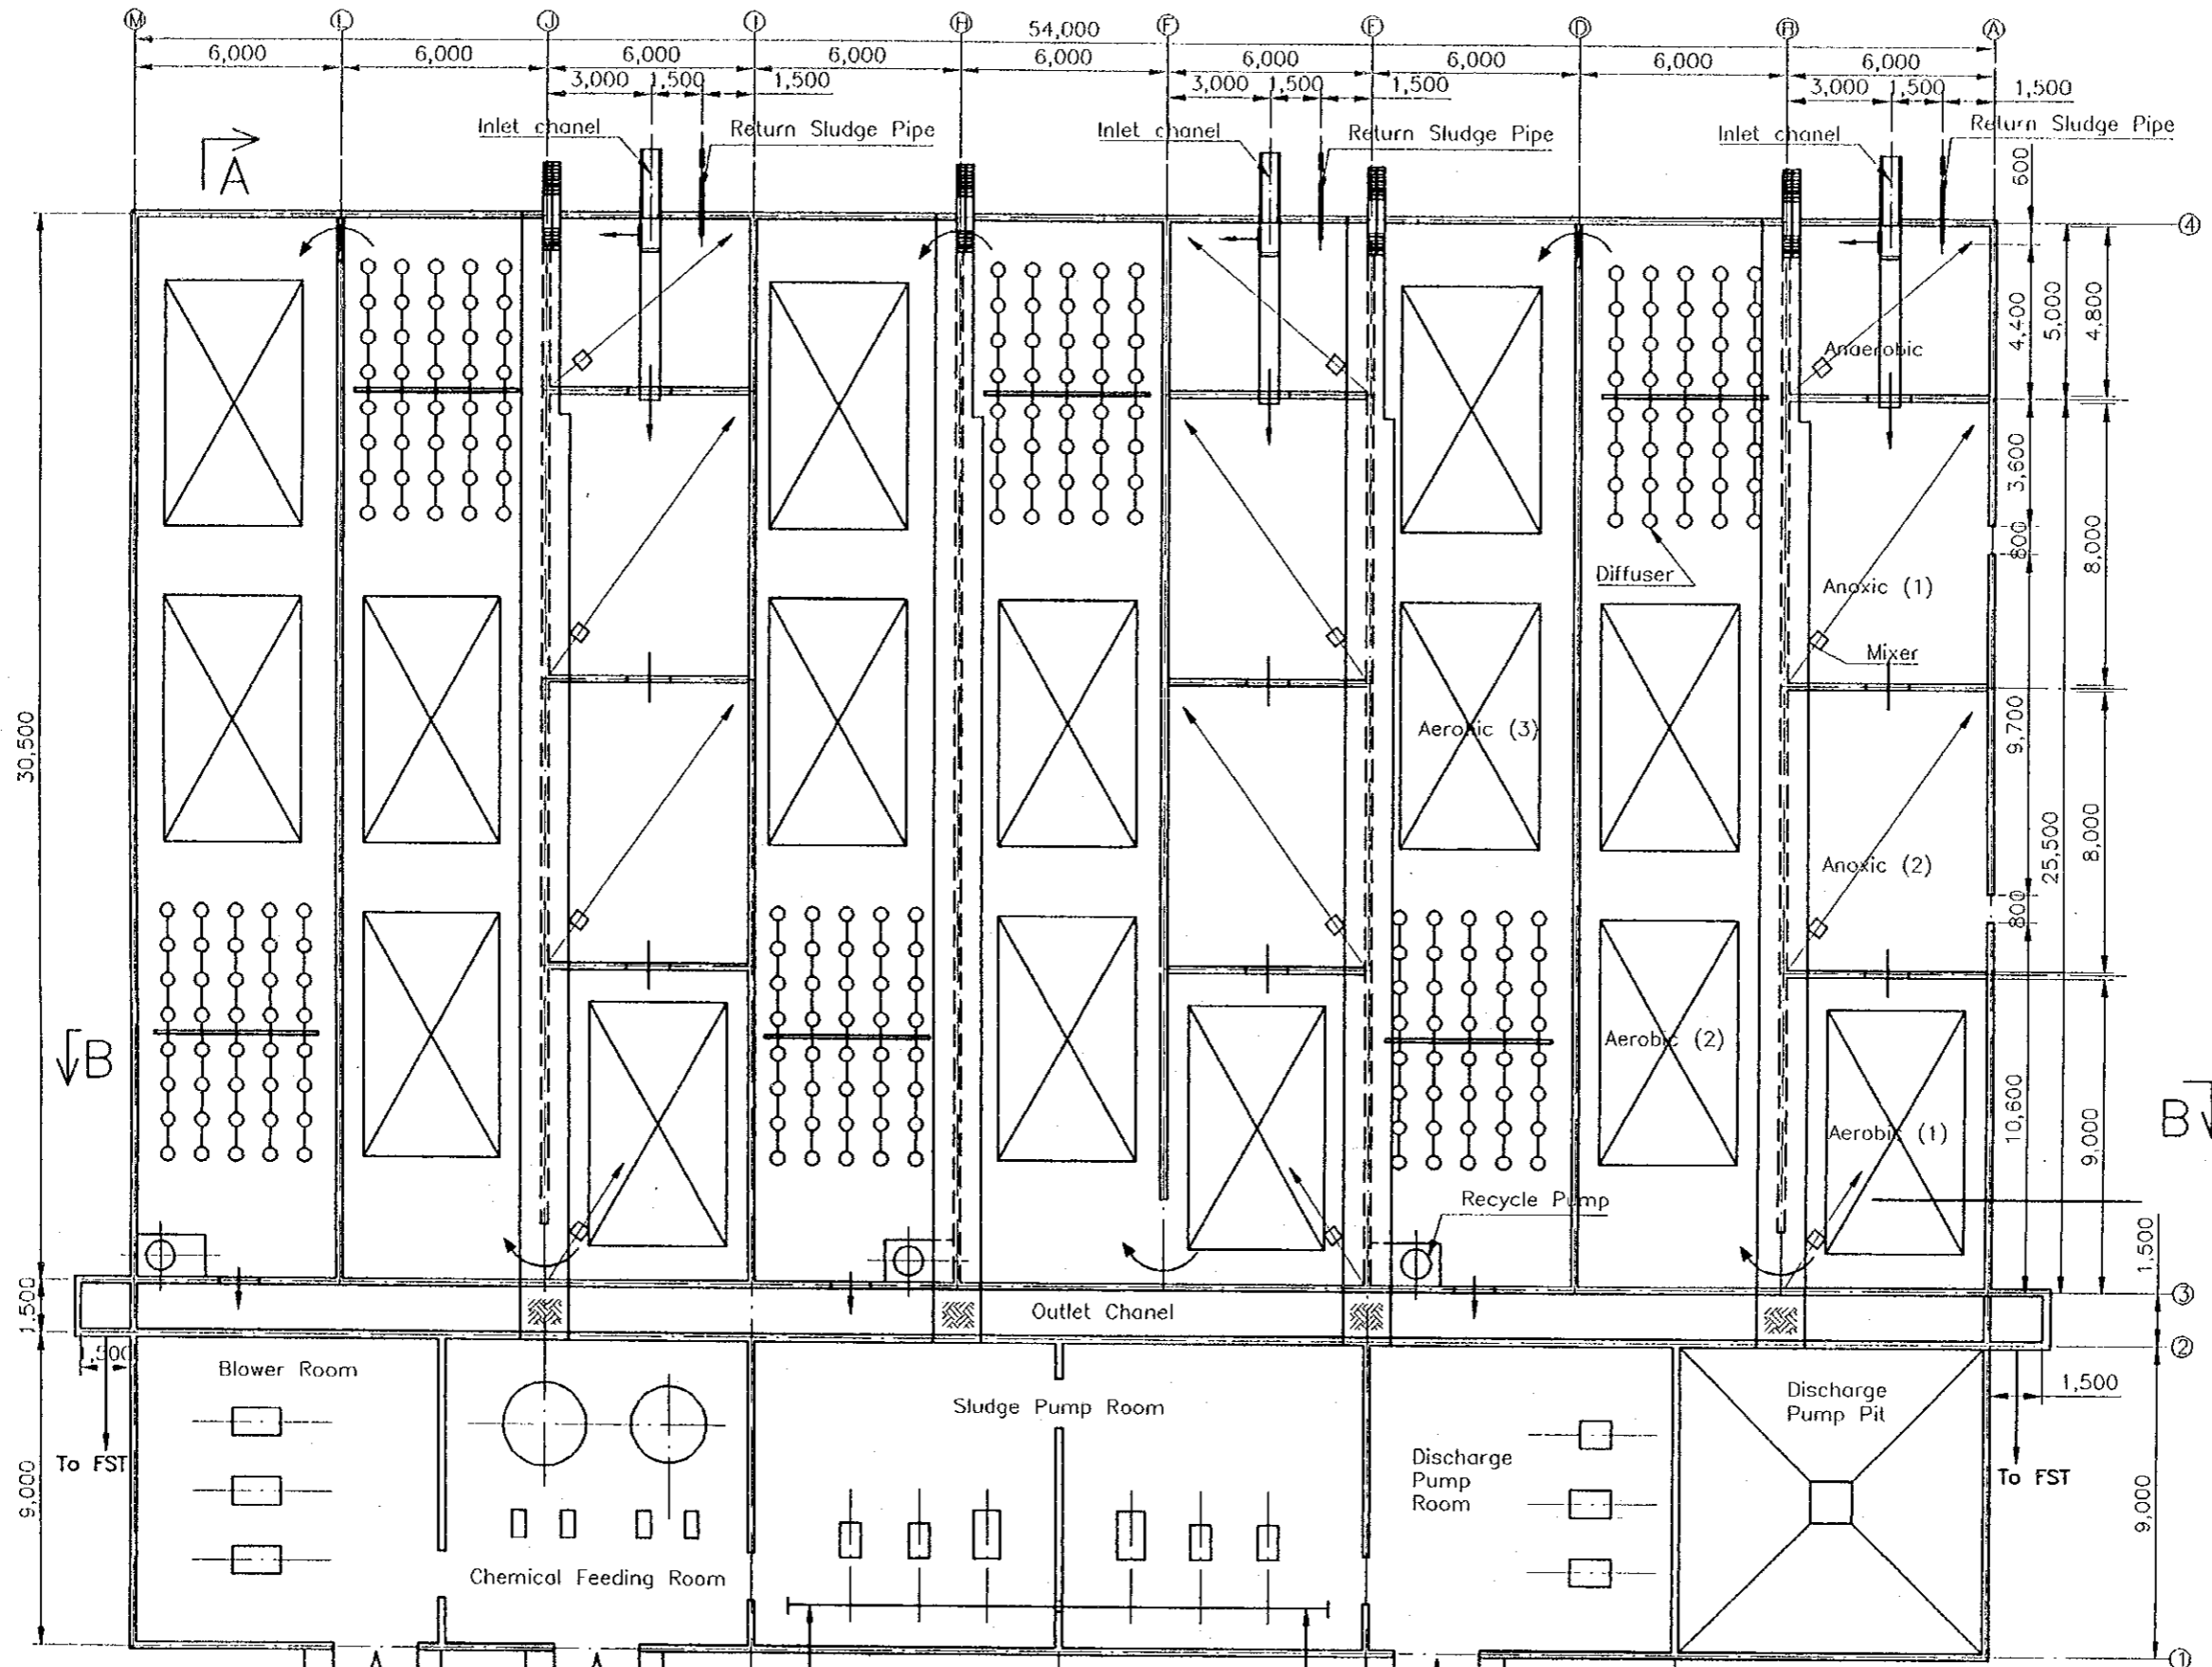 M L J I H F E D B A
54,000
6,000 6,000 6,000 6,000 6,000 6,000 6,000 6,000 6,000
3,000 1,500 1,500 3,000 1,500 1,500 3,000 1,500 1,500
Inlet chanel Return Sludge Pipe Inlet chanel Return Sludge Pipe Inlet chanel Return Sludge Pipe
A
600
4
4,400 5,000 4,800
Anaerobic
3,600
800 8,000
Diffuser
Anoxic (1)
Mixer
30,500
Aerobic (3)
9,700
25,500 8,000
Anoxic (2)
800
B
Aerobic (2)
Aerobic (1)
10,600
9,000
B
Recycle Pump
1,500
1,500
Outlet Chanel
3
2
1,500
Blower Room
Sludge Pump Room
Discharge
Pump Pit
1,500
To FST
Discharge
Pump
Room
To FST
9,000
9,000
Chemical Feeding Room
1